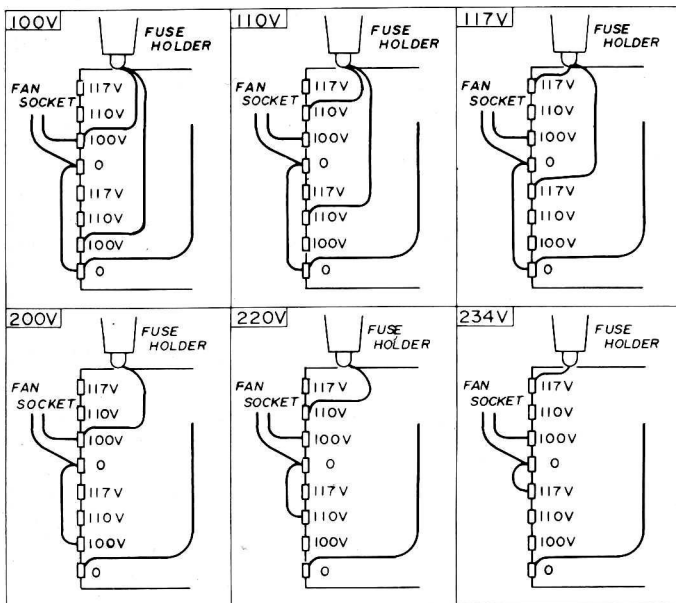 100V
FUSE
HOLDER
FAN
SOCKET
117V
110V
100V
0
117V
110V
100V
0
110V
FUSE
HOLDER
FAN
SOCKET
117V
110V
100V
0
117V
110V
100V
0
117V
FUSE
HOLDER
FAN
SOCKET
117V
110V
100V
0
117V
110V
100V
0
200V
FUSE
HOLDER
FAN
SOCKET
117V
110V
100V
0
117V
110V
100V
0
220V
FUSE
HOLDER
FAN
SOCKET
117V
110V
100V
0
117V
110V
100V
0
234V
FUSE
HOLDER
FAN
SOCKET
117V
110V
100V
0
117V
110V
100V
0